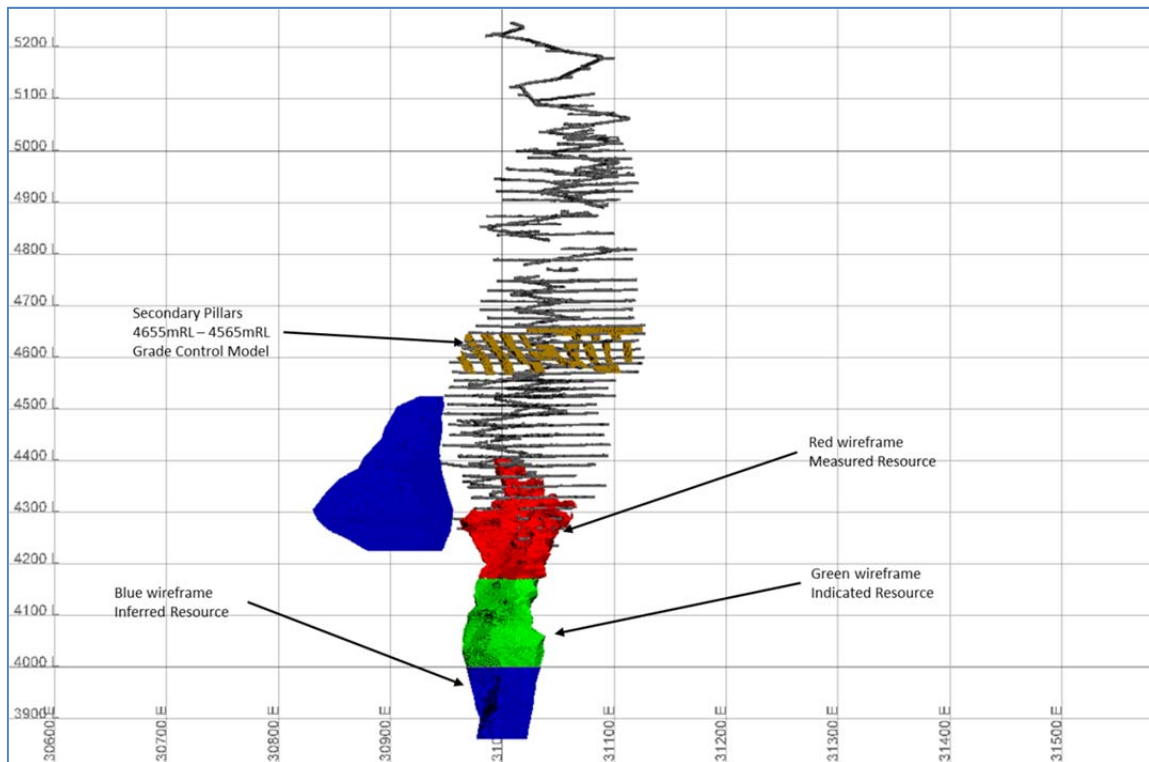 5200 L
5100 L
5000 L
4900 L
4800 L
4700 L
Secondary Pillars
4655mRL – 4565mRL
Grade Control Model
4600 L
4500 L
4400 L
Red wireframe
Measured Resource
4300 L
4200 L
Green wireframe
Indicated Resource
Blue wireframe
Inferred Resource
4100 L
4000 L
3900 L
30600 E
30700 E
30800 E
30900 E
31100 E
31200 E
31300 E
31400 E
31500 E